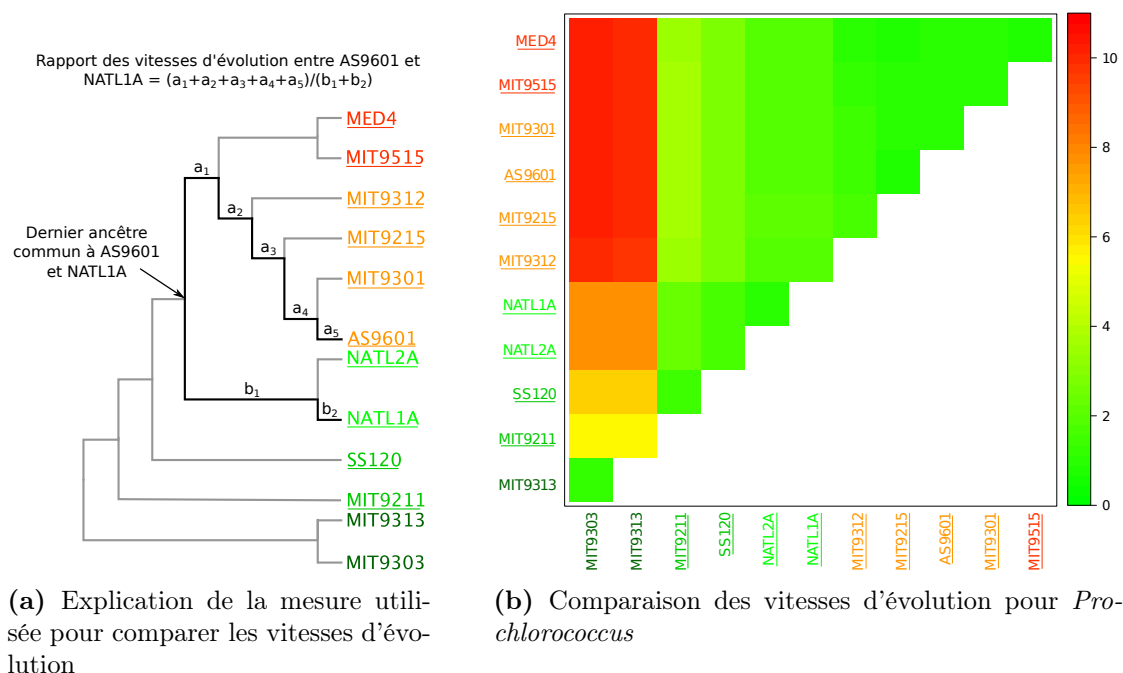 Rapport des vitesses d'évolution entre AS9601 et
NATL1A = (a₁+a₂+a₃+a₄+a₅)/(b₁+b₂)
MED4
MIT9515
a₁
MIT9312
a₂
MIT9215
Dernier ancêtre
commun à AS9601
et NATL1A
a₃
MIT9301
a₄
a₅
AS9601
NATL2A
b₁
b₂
NATL1A
SS120
MIT9211
MIT9313
MIT9303
MED4
MIT9515
MIT9301
AS9601
MIT9215
MIT9312
NATL1A
NATL2A
SS120
MIT9211
MIT9313
MIT9303
MIT9313
MIT9211
SS120
NATL2A
NATL1A
MIT9312
MIT9215
AS9601
MIT9301
MIT9515
10
8
6
4
2
0
(a) Explication de la mesure utili-
sée pour comparer les vitesses d'évo-
lution
(b) Comparaison des vitesses d'évolution pour Pro-
chlorococcus